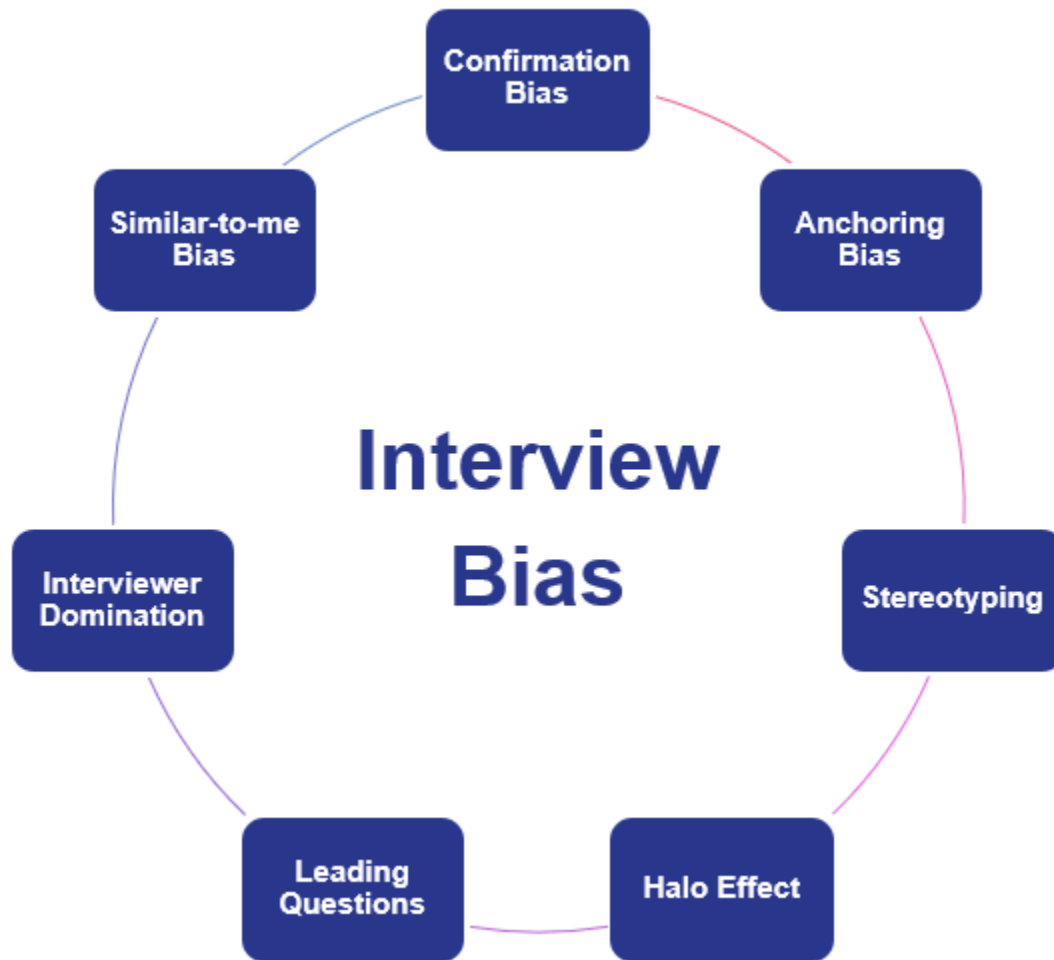 Confirmation
Bias
Similar-to-me
Bias
Anchoring
Bias
Interview
Bias
Interviewer
Domination
Stereotyping
Leading
Questions
Halo Effect